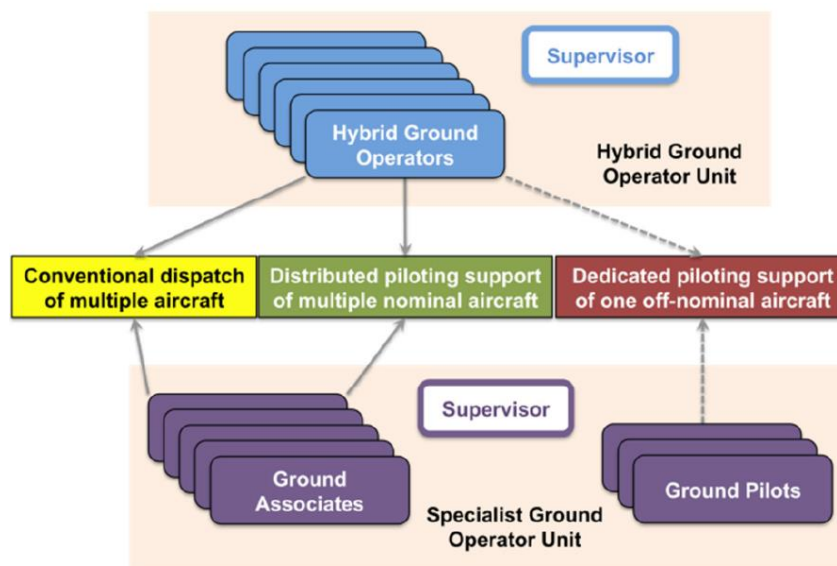 Supervisor
Hybrid Ground
Operators
Hybrid Ground
Operator Unit
Conventional dispatch
of multiple aircraft
Distributed piloting support
of multiple nominal aircraft
Dedicated piloting support
of one off-nominal aircraft
Supervisor
Ground
Associates
Ground Pilots
Specialist Ground
Operator Unit